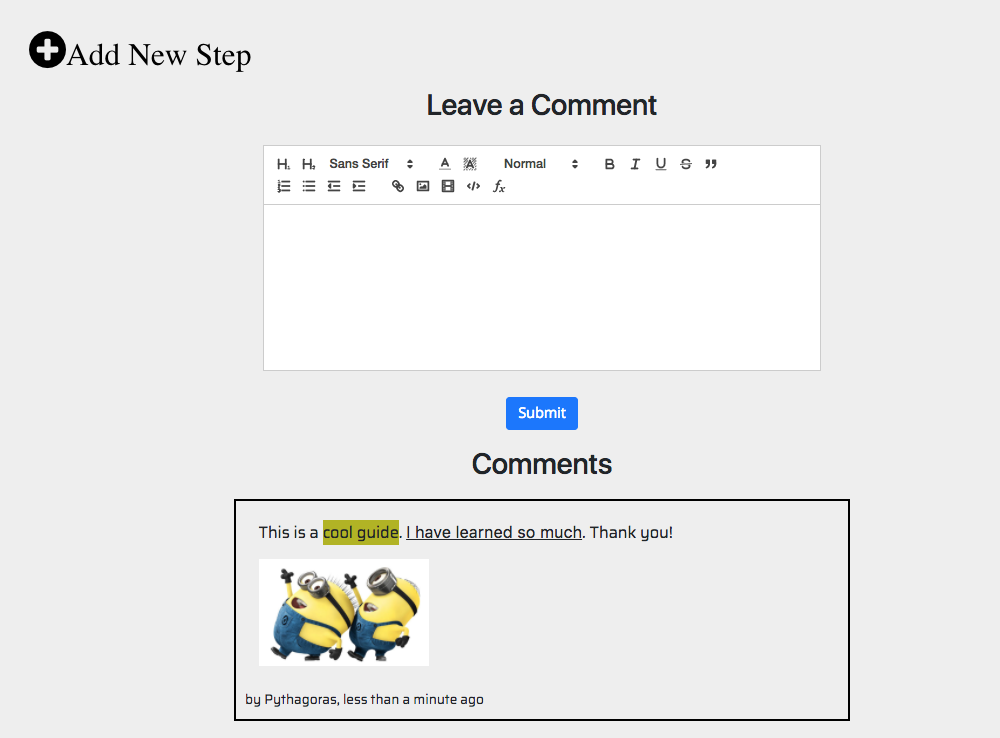 Add New Step
Leave a Comment
H₁ H₂ Sans Serif A A Normal B I U S ”
</> fx
Submit
Comments
This is a cool guide. I have learned so much. Thank you!
by Pythagoras, less than a minute ago